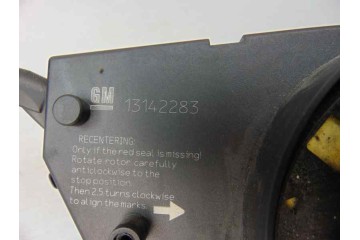 GM 13142283
RECENTERING:
Only if the red seal is missing!
Rotate rotor carefully
anticlockwise to the
stop position.
Then 2.5 turns clockwise
to align the marks